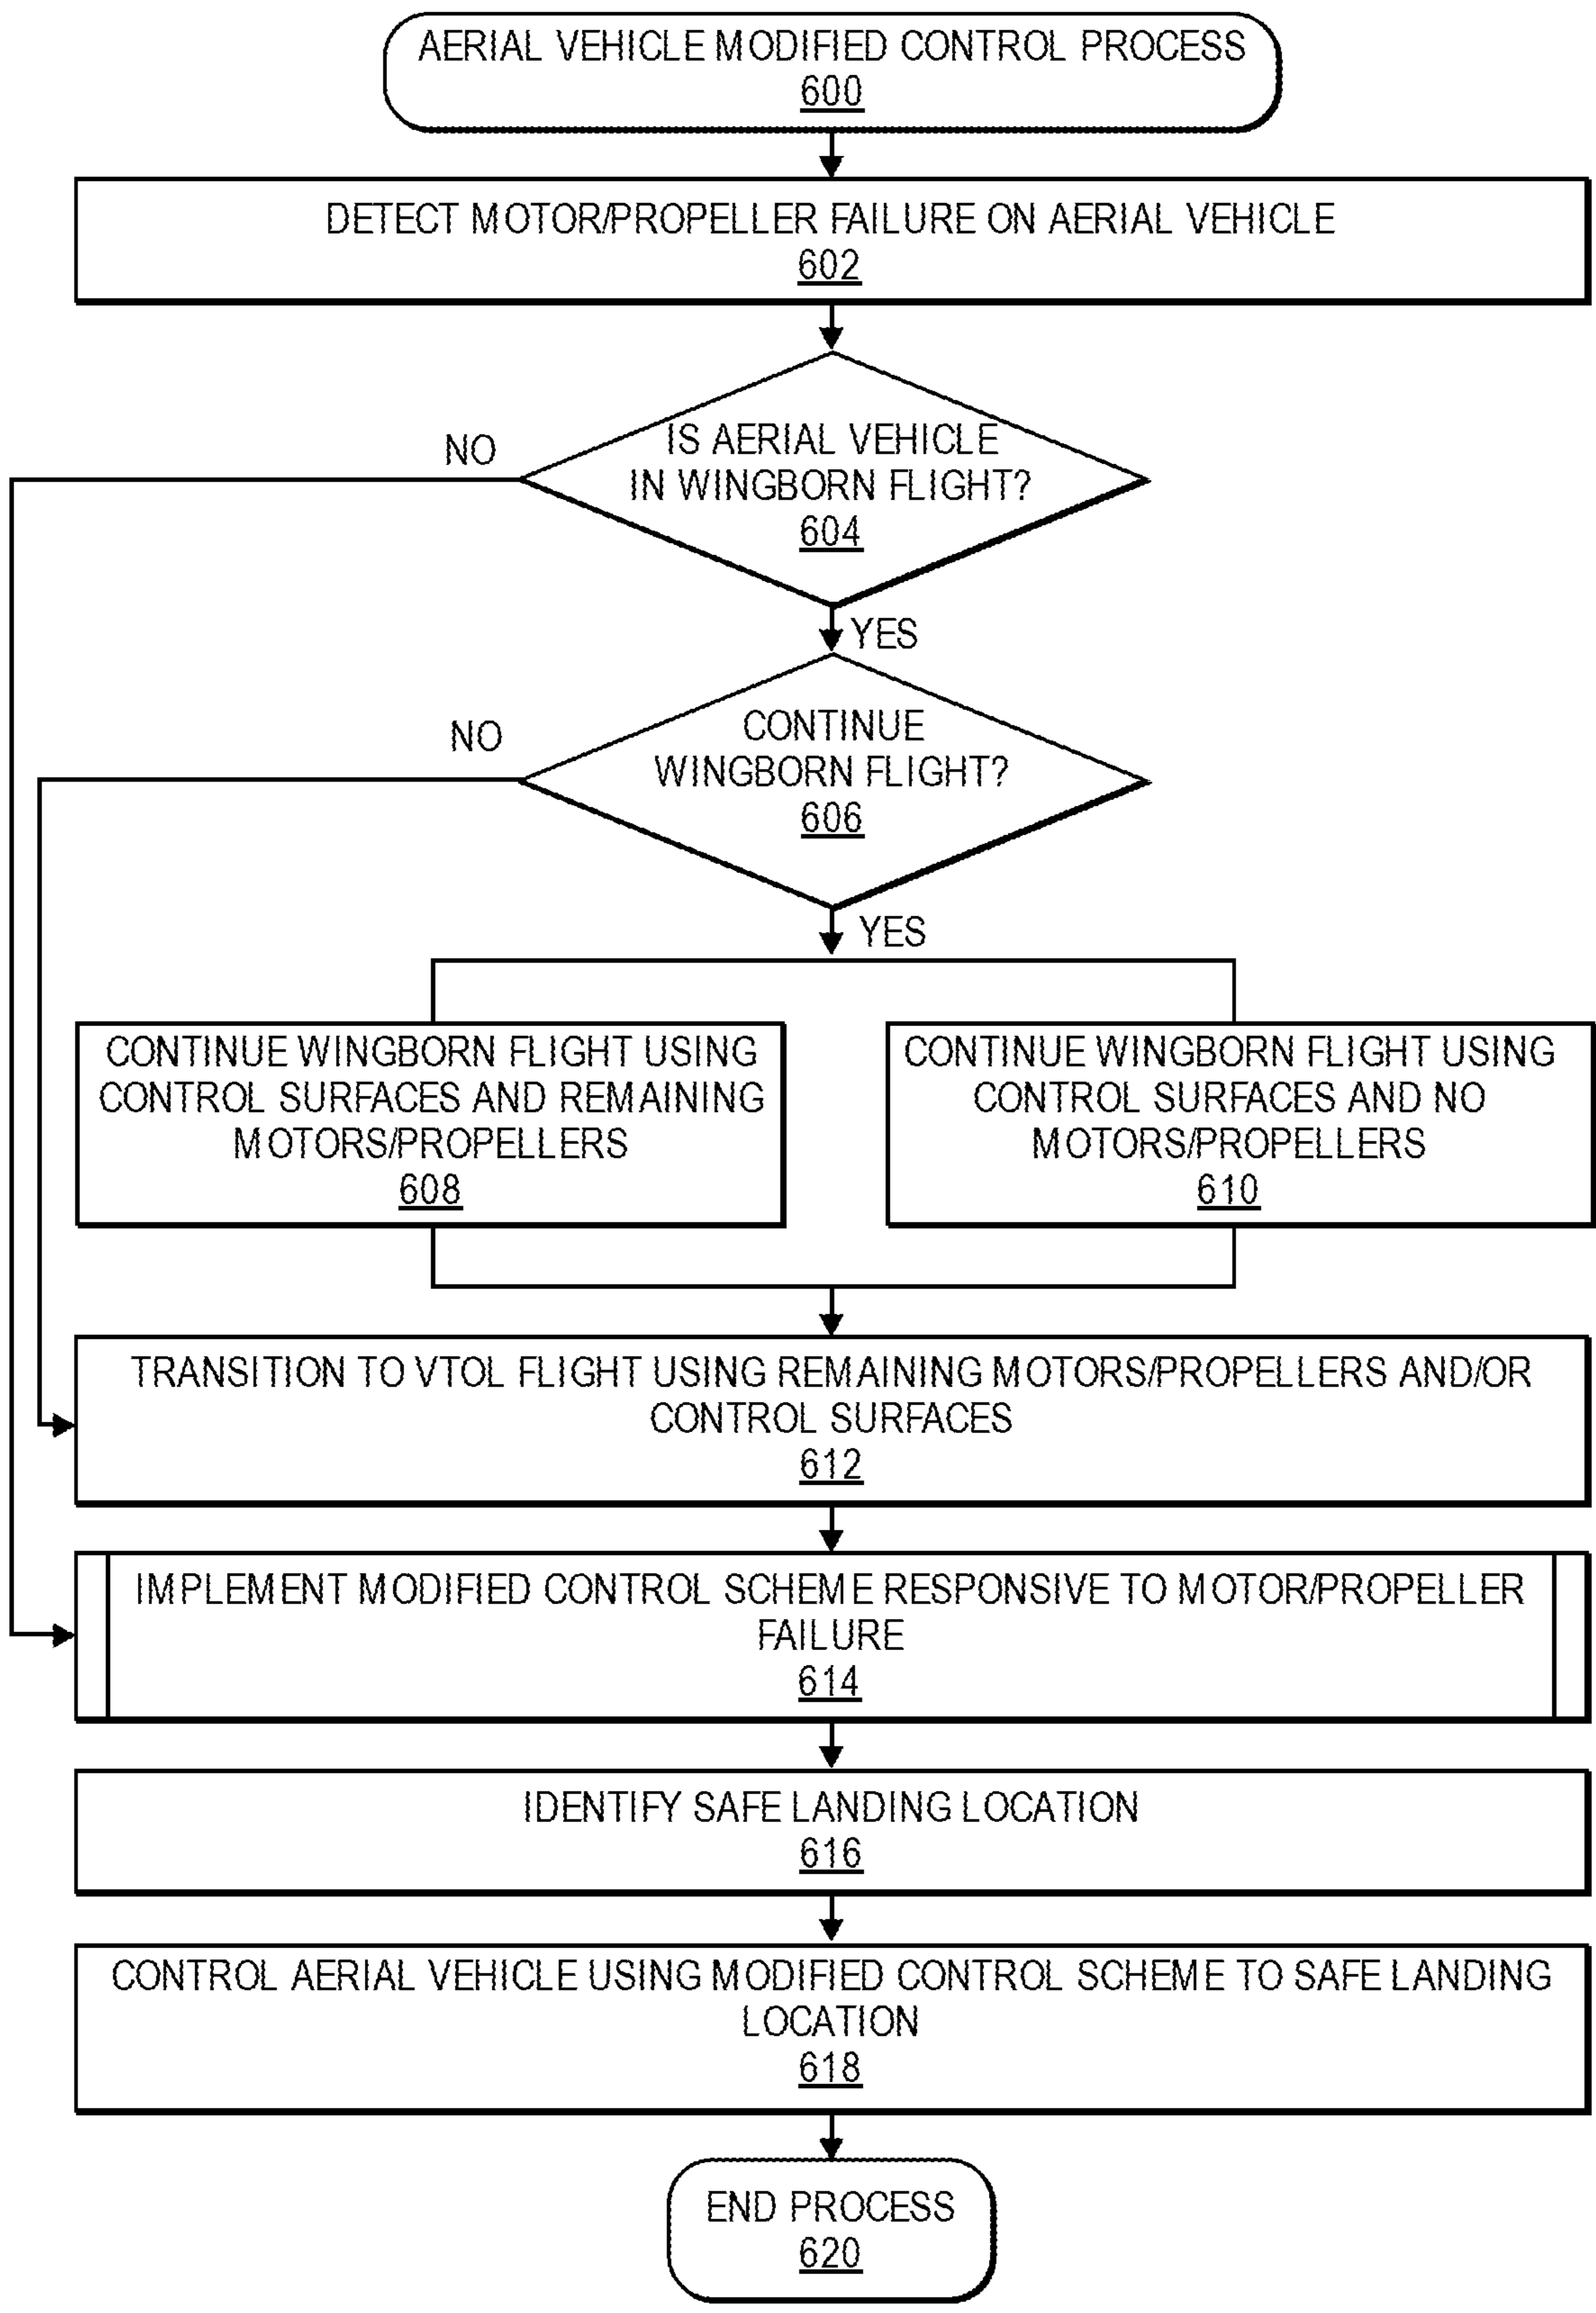 AERIAL VEHICLE MODIFIED CONTROL PROCESS
600
DETECT MOTOR/PROPELLER FAILURE ON AERIAL VEHICLE
602
NO
IS AERIAL VEHICLE
IN WINGBORN FLIGHT?
604
YES
NO
CONTINUE
WINGBORN FLIGHT?
606
YES
CONTINUE WINGBORN FLIGHT USING
CONTROL SURFACES AND REMAINING
MOTORS/PROPELLERS
608
CONTINUE WINGBORN FLIGHT USING
CONTROL SURFACES AND NO
MOTORS/PROPELLERS
610
TRANSITION TO VTOL FLIGHT USING REMAINING MOTORS/PROPELLERS AND/OR
CONTROL SURFACES
612
IMPLEMENT MODIFIED CONTROL SCHEME RESPONSIVE TO MOTOR/PROPELLER
FAILURE
614
IDENTIFY SAFE LANDING LOCATION
616
CONTROL AERIAL VEHICLE USING MODIFIED CONTROL SCHEME TO SAFE LANDING
LOCATION
618
END PROCESS
620